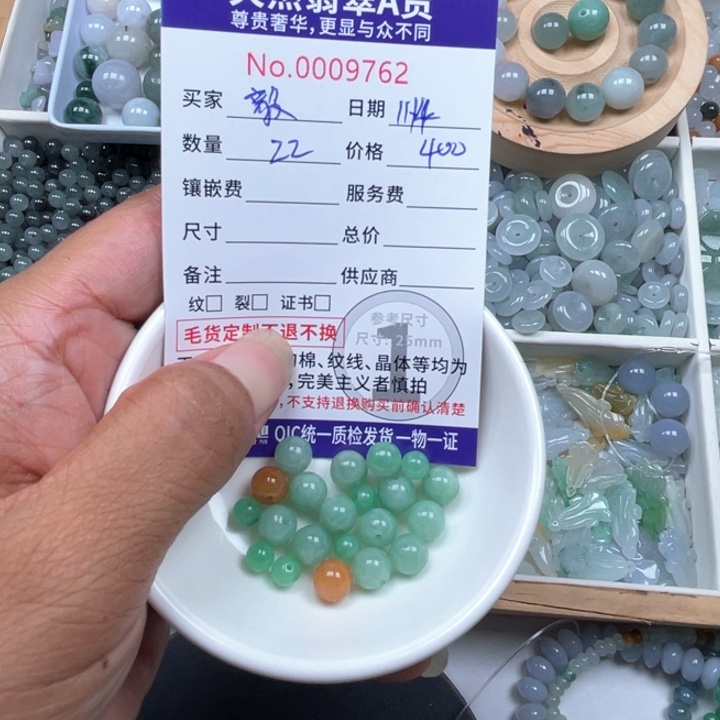 天然翡翠A货
尊贵奢华,更显与众不同
No.0009762
买家 敬 日期
数量 22 价格 400
镶嵌费 服务费
尺寸 总价
备注 供应商
纹□ 裂□ 证书□
参考尺寸
尺寸: 25mm
1
毛货定制不退不换
棉、纹线、晶体等均为
,完美主义者慎拍
,不支持退换购买前确认清楚
QIC统一质检发货一物一证